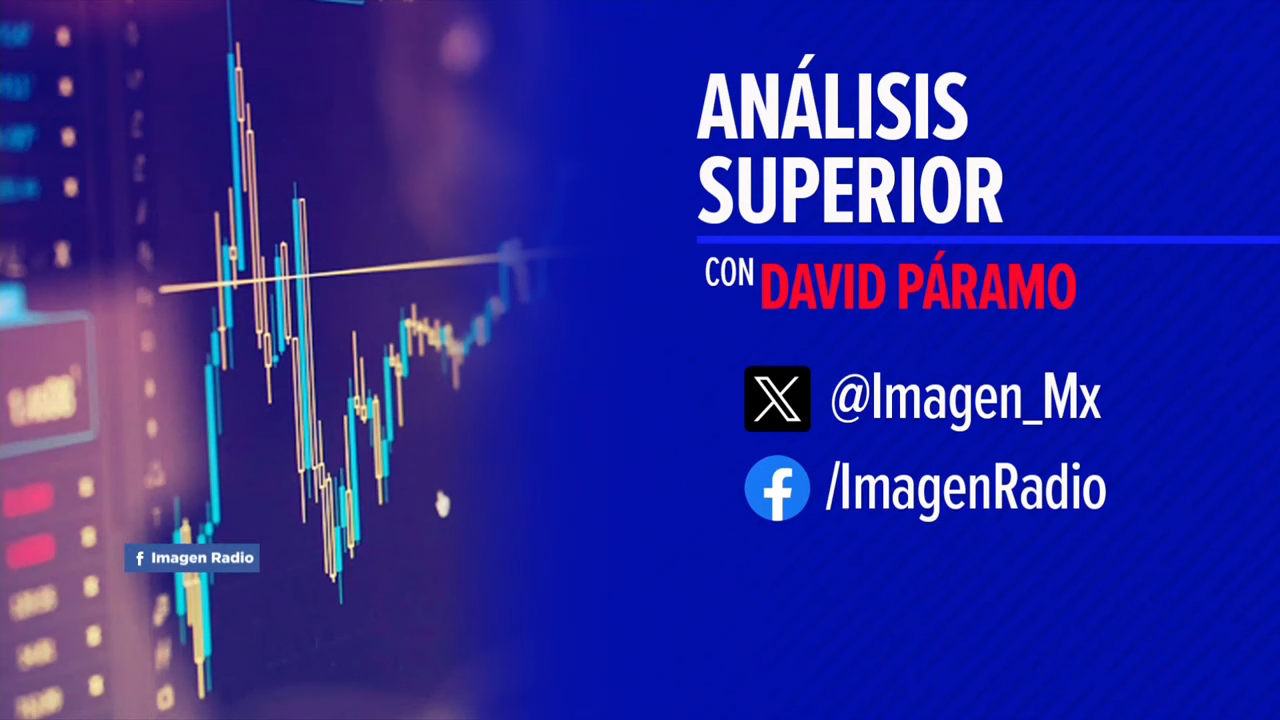 ANÁLISIS
SUPERIOR
CON DAVID PÁRAMO
@Imagen_Mx
/ImagenRadio
Imagen Radio